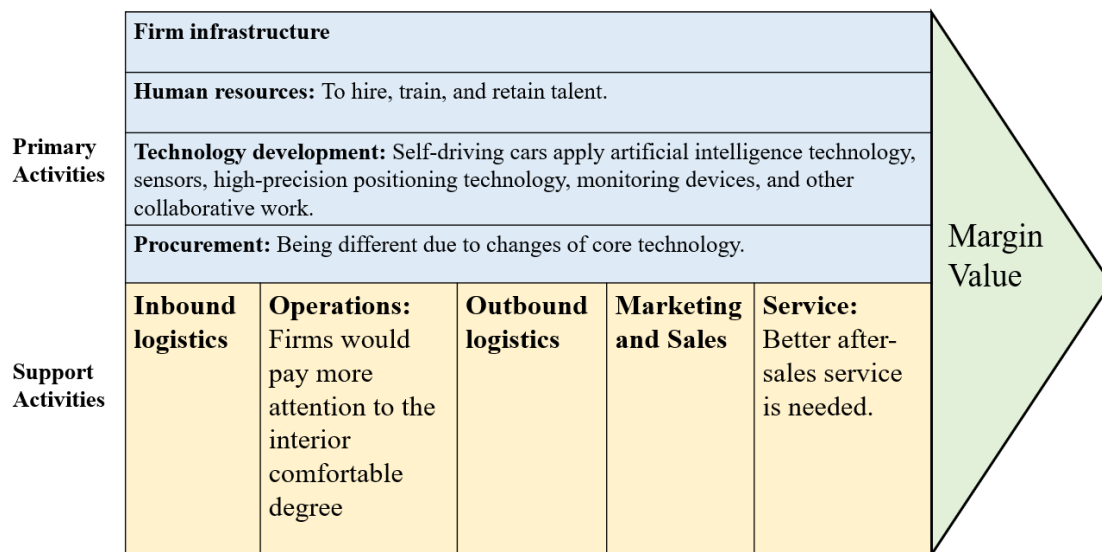 Primary
Activities
Firm infrastructure
Human resources: To hire, train, and retain talent.
Technology development: Self-driving cars apply artificial intelligence technology,
sensors, high-precision positioning technology, monitoring devices, and other
collaborative work.
Procurement: Being different due to changes of core technology.
Support
Activities
Inbound
logistics
Operations:
Firms would
pay more
attention to the
interior
comfortable
degree
Outbound
logistics
Marketing
and Sales
Service:
Better after-
sales service
is needed.
Margin
Value